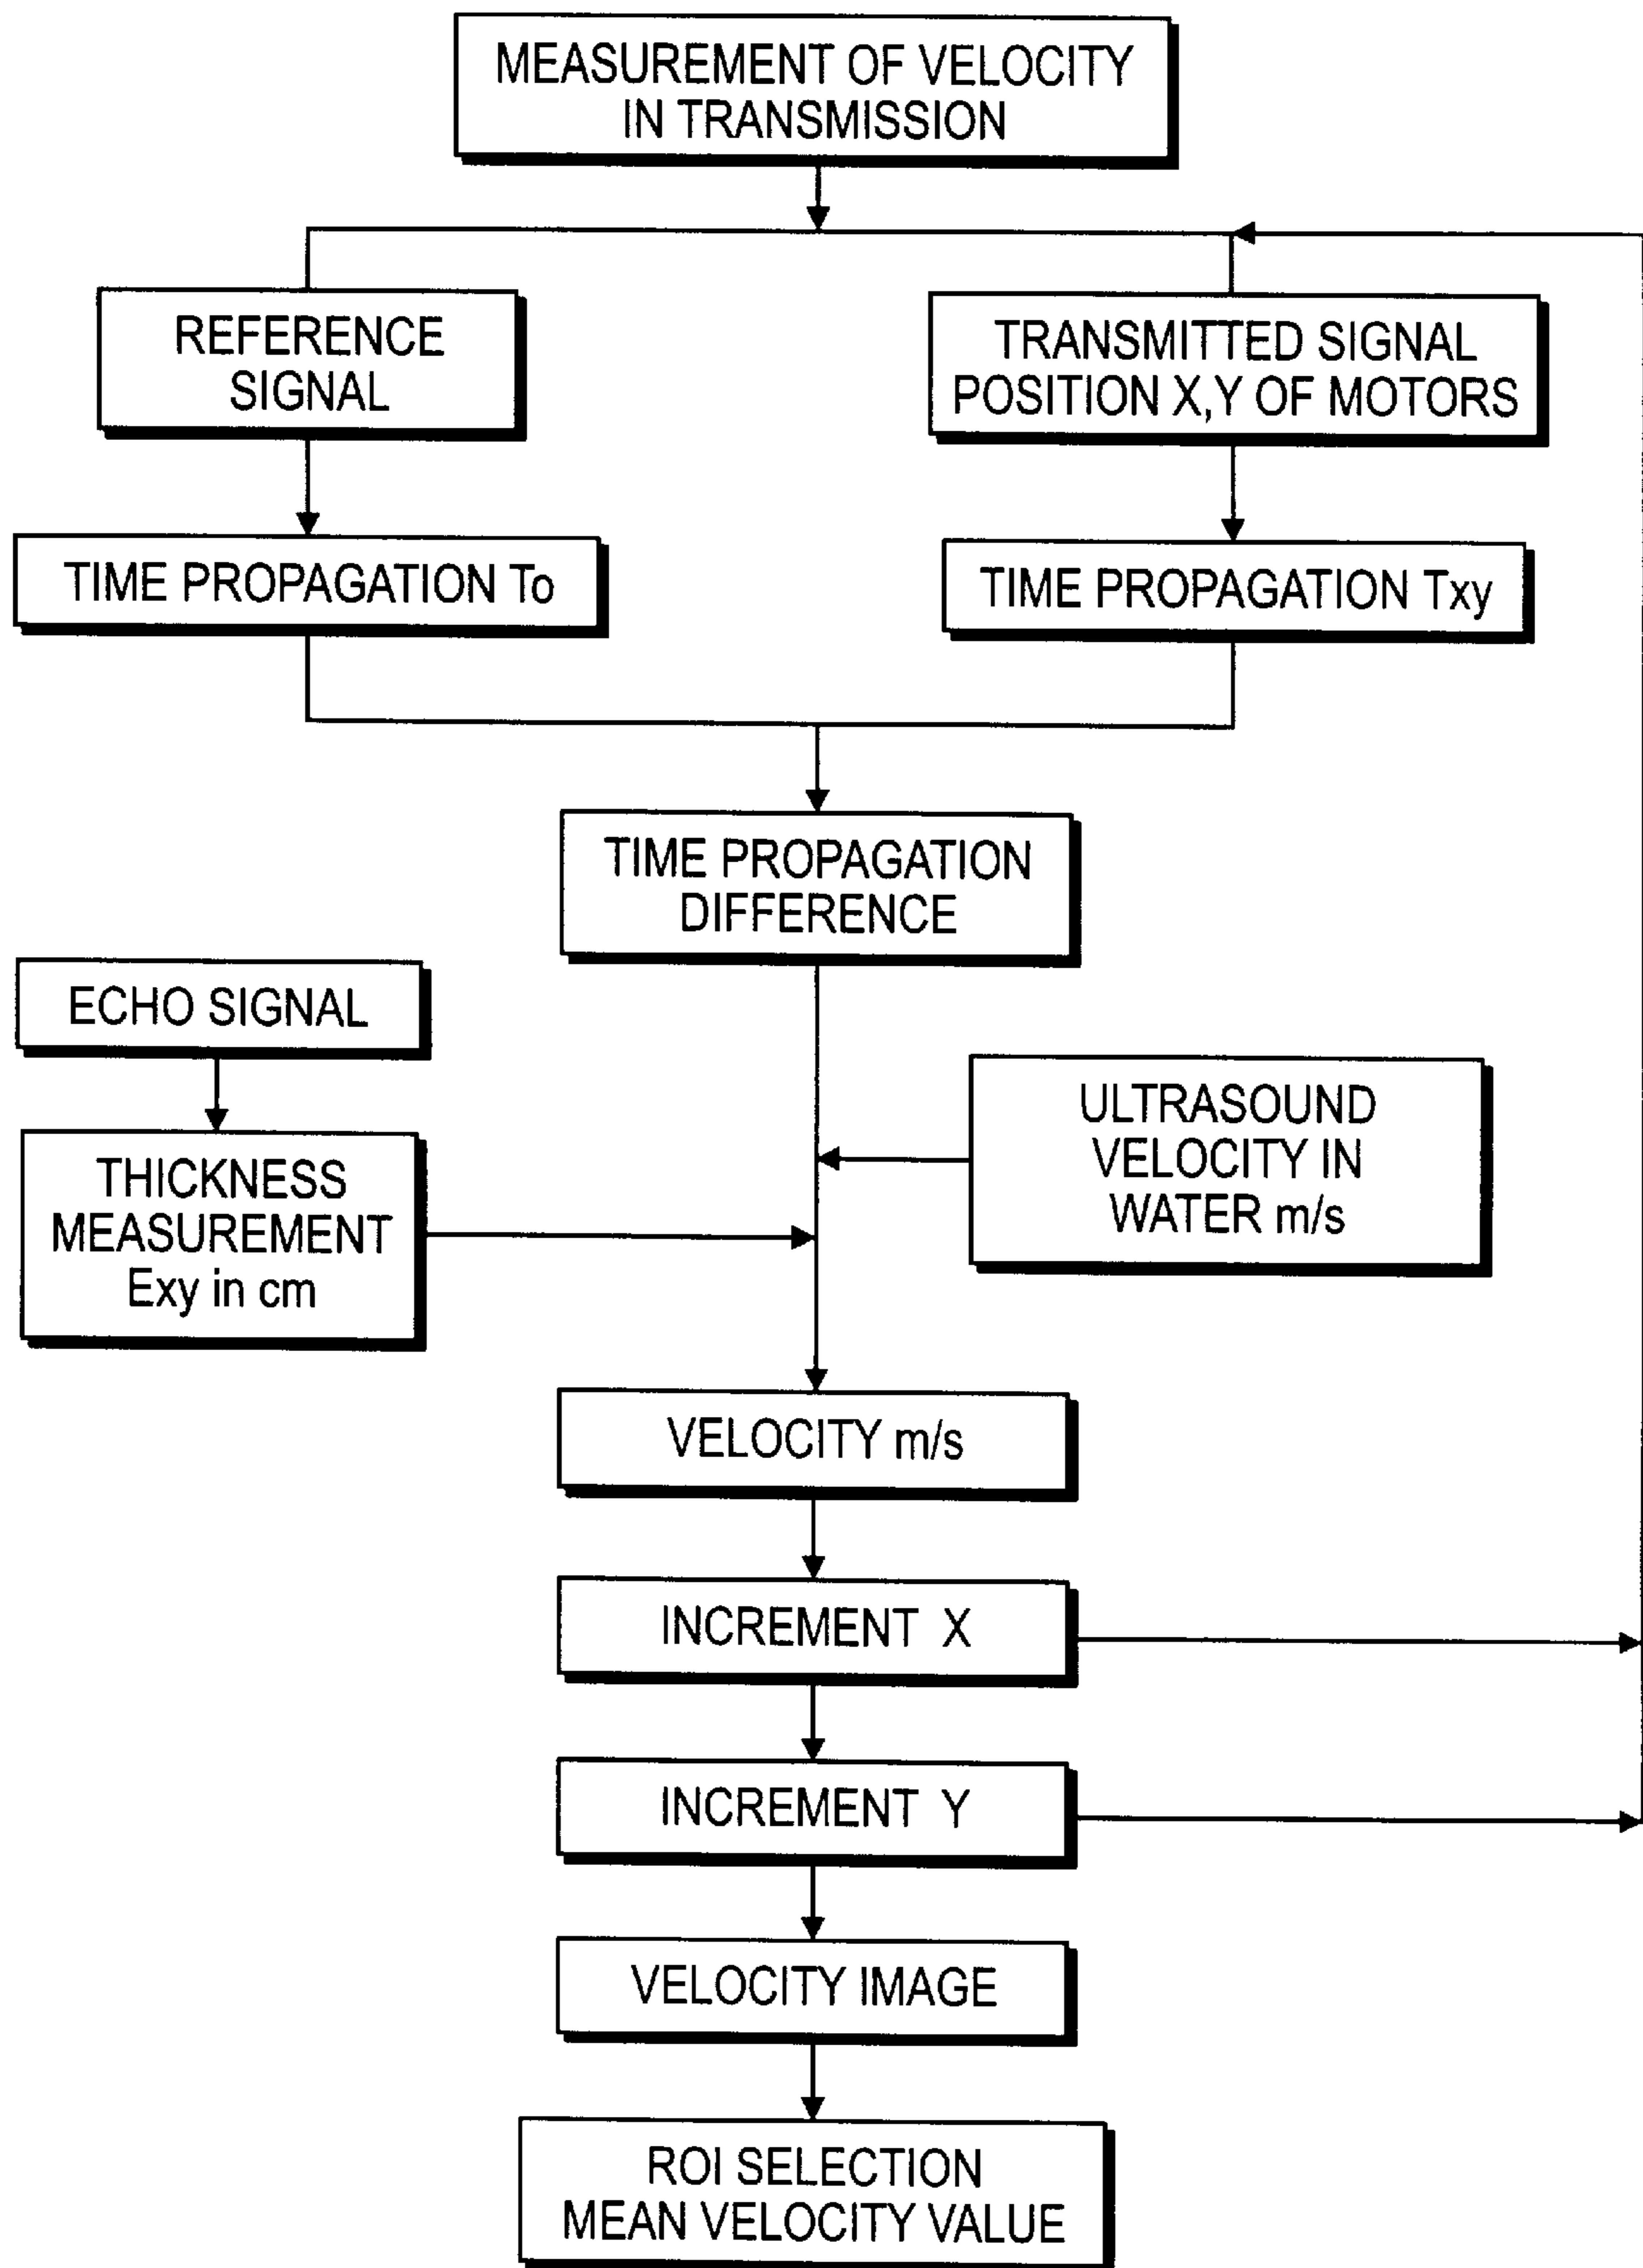 MEASUREMENT OF VELOCITY
IN TRANSMISSION
REFERENCE
SIGNAL
TRANSMITTED SIGNAL
POSITION X,Y OF MOTORS
TIME PROPAGATION To
TIME PROPAGATION Txy
TIME PROPAGATION
DIFFERENCE
ECHO SIGNAL
THICKNESS
MEASUREMENT
Exy in cm
ULTRASOUND
VELOCITY IN
WATER m/s
VELOCITY m/s
INCREMENT X
INCREMENT Y
VELOCITY IMAGE
ROI SELECTION
MEAN VELOCITY VALUE